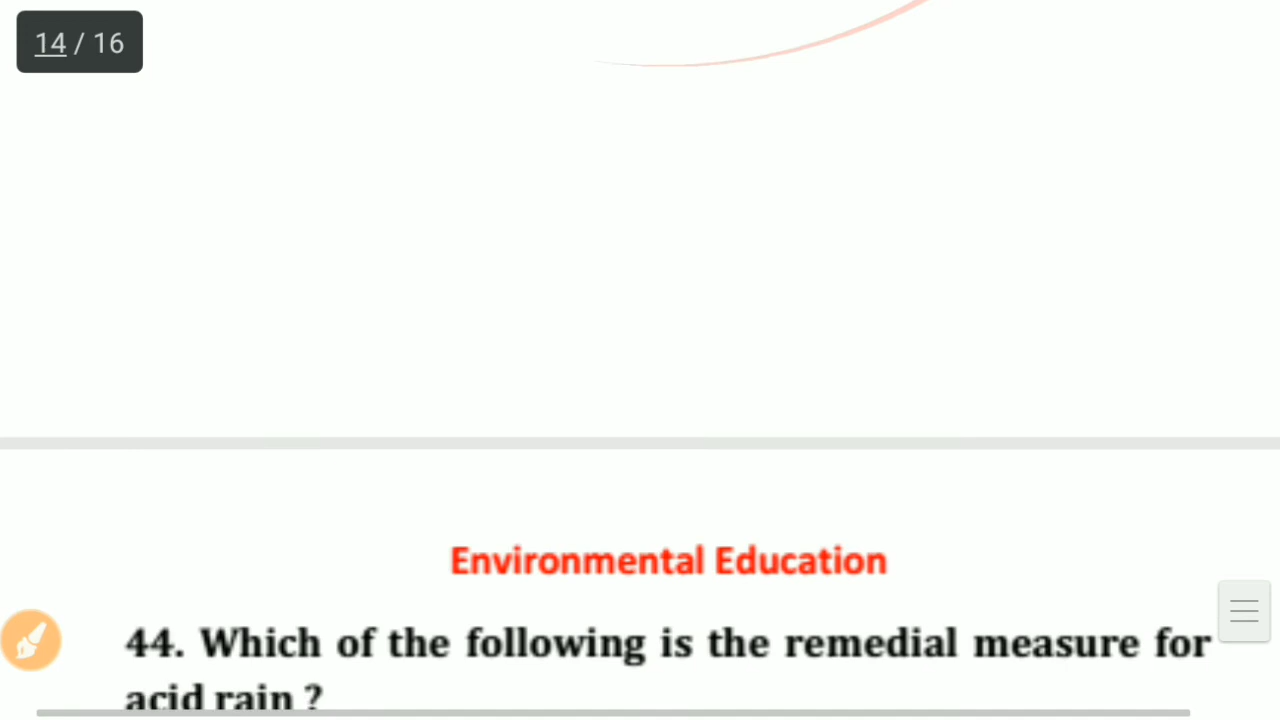 14 / 16
Environmental Education
44. Which of the following is the remedial measure for
acid rain ?